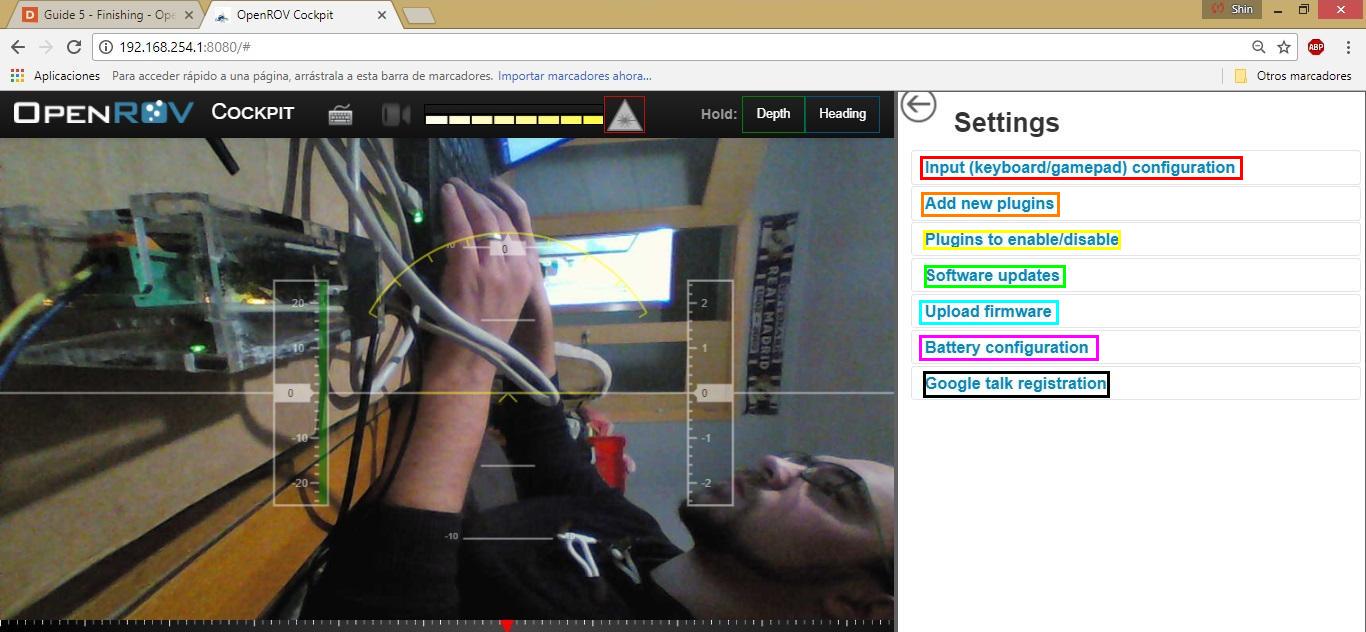 Guide 5 - Finishing - Ope
OpenROV Cockpit
Shin
192.168.254.1:8080/#
ABP
Aplicaciones
Para acceder rápido a una página, arrástrala a esta barra de marcadores. Importar marcadores ahora...
Otros marcadores
OPENROV COCKPIT
Hold: Depth Heading
Settings
Input (keyboard/gamepad) configuration
Add new plugins
Plugins to enable/disable
Software updates
Upload firmware
Battery configuration
Google talk registration
10
0
20
10
0
-10
-20
2
1
0
-1
-2
-10
REAL MADRID